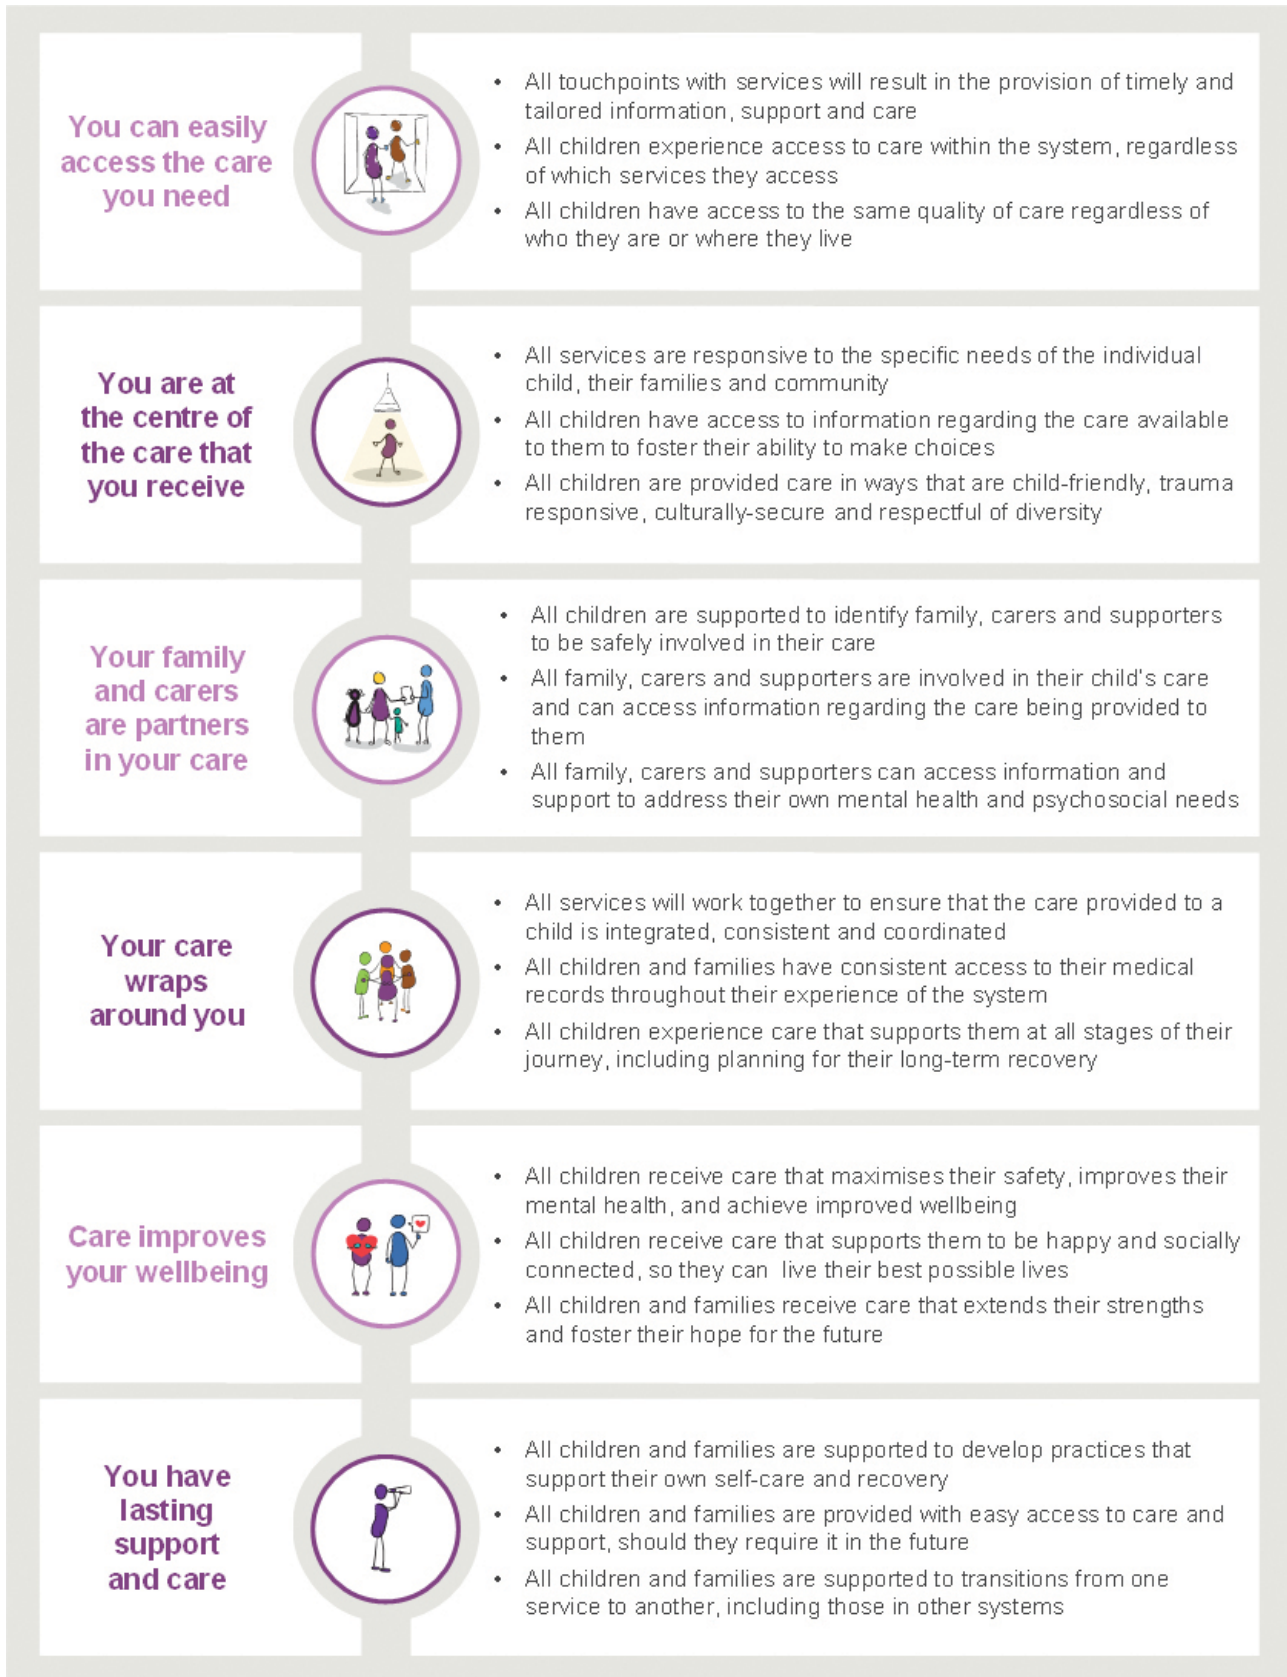 You can easily
access the care
you need
• All touchpoints with services will result in the provision of timely and
tailored information, support and care
• All children experience access to care within the system, regardless
of which services they access
• All children have access to the same quality of care regardless of
who they are or where they live
You are at
the centre of
the care that
you receive
• All services are responsive to the specific needs of the individual
child, their families and community
• All children have access to information regarding the care available
to them to foster their ability to make choices
• All children are provided care in ways that are child-friendly, trauma
responsive, culturally-secure and respectful of diversity
Your family
and carers
are partners
in your care
• All children are supported to identify family, carers and supporters
to be safely involved in their care
• All family, carers and supporters are involved in their child's care
and can access information regarding the care being provided to
them
• All family, carers and supporters can access information and
support to address their own mental health and psychosocial needs
Your care
wraps
around you
• All services will work together to ensure that the care provided to a
child is integrated, consistent and coordinated
• All children and families have consistent access to their medical
records throughout their experience of the system
• All children experience care that supports them at all stages of their
journey, including planning for their long-term recovery
Care improves
your wellbeing
• All children receive care that maximises their safety, improves their
mental health, and achieve improved wellbeing
• All children receive care that supports them to be happy and socially
connected, so they can live their best possible lives
• All children and families receive care that extends their strengths
and foster their hope for the future
You have
lasting
support
and care
• All children and families are supported to develop practices that
support their own self-care and recovery
• All children and families are provided with easy access to care and
support, should they require it in the future
• All children and families are supported to transitions from one
service to another, including those in other systems